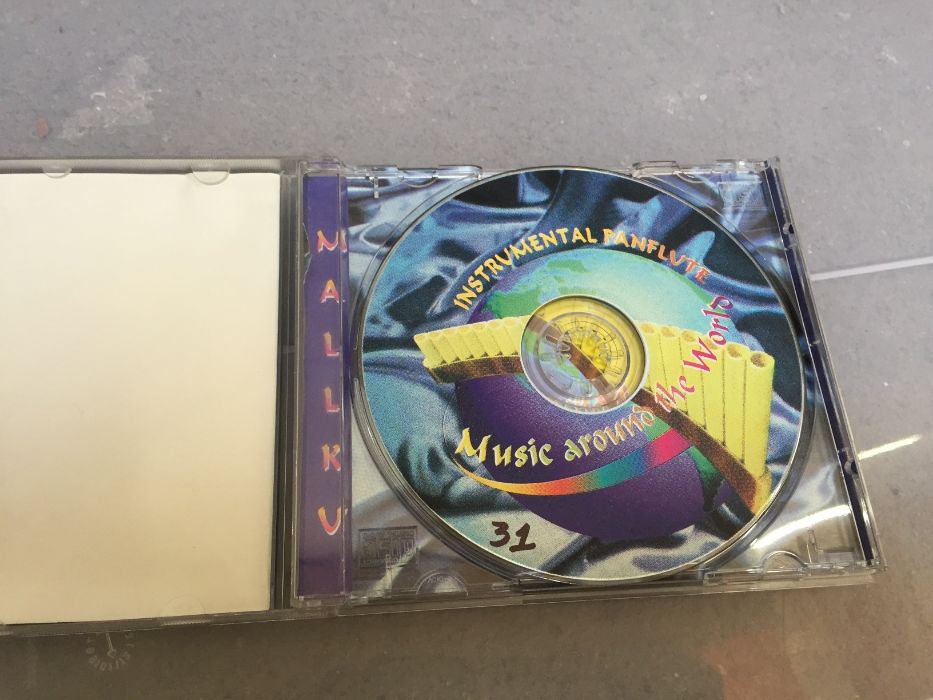 MALLKU
INSTRUMENTAL PANFLUTE
Music around the World
31